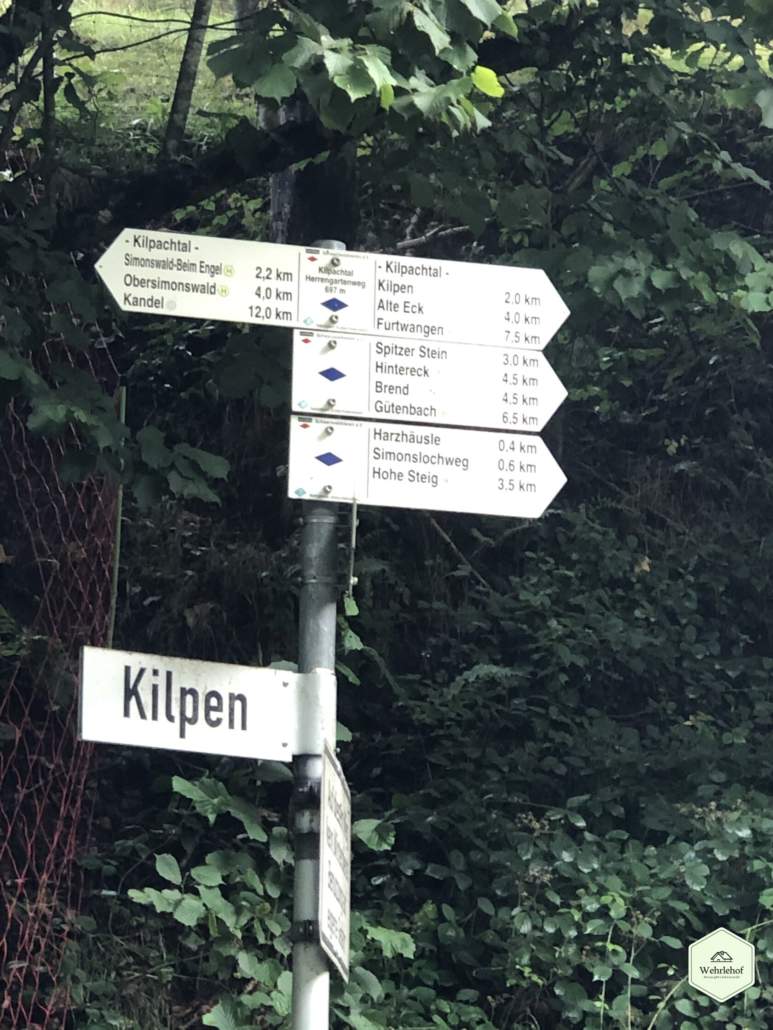 - Kilpachtal -
Simonswald-Beim Engel H 2,2 km
Obersimonswald H 4,0 km
Kandel 12,0 km
Kilpachtal
Herrengartenweg
697 m
- Kilpachtal -
Kilpen 2,0 km
Alte Eck 4,0 km
Furtwangen 7,5 km
Spitzer Stein 3,0 km
Hintereck 4,5 km
Brend 4,5 km
Gütenbach 6,5 km
Harzhäusle 0,4 km
Simonslochweg 0,6 km
Hohe Steig 3,5 km
Kilpen
Wehrlehof